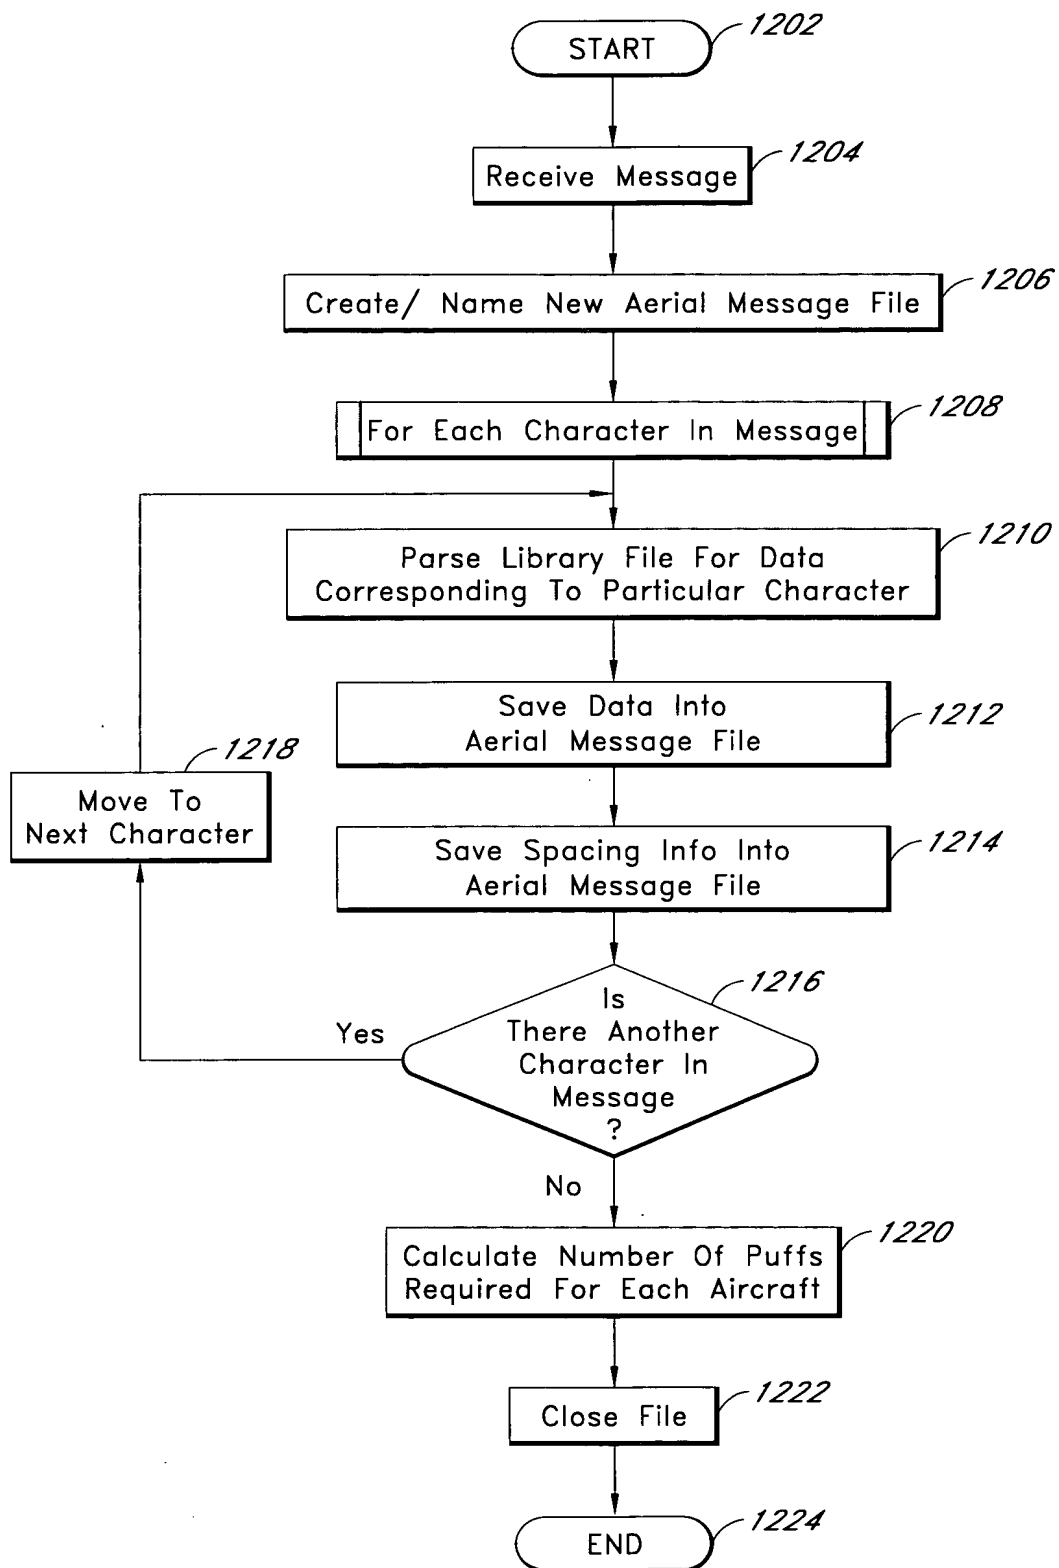 START
1202
Receive Message
1204
Create/ Name New Aerial Message File
1206
For Each Character In Message
1208
Parse Library File For Data
Corresponding To Particular Character
1210
Save Data Into
Aerial Message File
1212
Move To
Next Character
1218
Save Spacing Info Into
Aerial Message File
1214
Is
There Another
Character In
Message
?
1216
Yes
No
Calculate Number Of Puffs
Required For Each Aircraft
1220
Close File
1222
END
1224